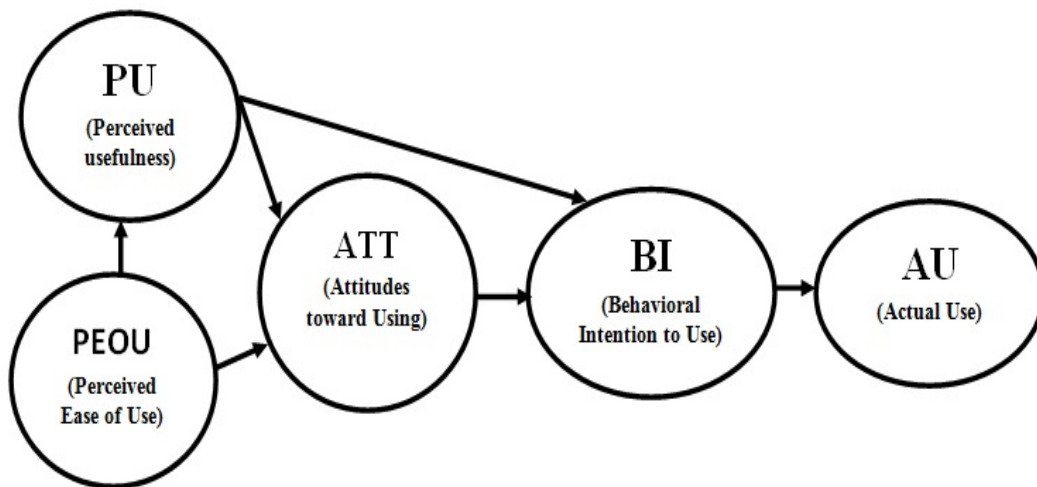 PU
(Perceived
usefulness)
PEOU
(Perceived
Ease of Use)
ATT
(Attitudes
toward Using)
BI
(Behavioral
Intention to Use)
AU
(Actual Use)